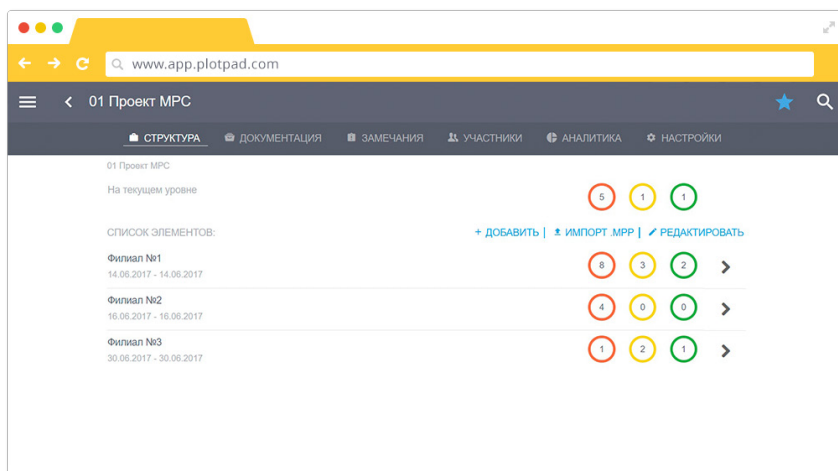 www.app.plotpad.com
01 Проект МРС
СТРУКТУРА ДОКУМЕНТАЦИЯ ЗАМЕЧАНИЯ УЧАСТНИКИ АНАЛИТИКА НАСТРОЙКИ
01 Проект МРС
На текущем уровне 5 1 1
СПИСОК ЭЛЕМЕНТОВ: + ДОБАВИТЬ | ИМПОРТ .MPP | РЕДАКТИРОВАТЬ
Филиал №1 8 3 2
14.06.2017 - 14.06.2017
Филиал №2 4 0 0
16.06.2017 - 16.06.2017
Филиал №3 1 2 1
30.06.2017 - 30.06.2017